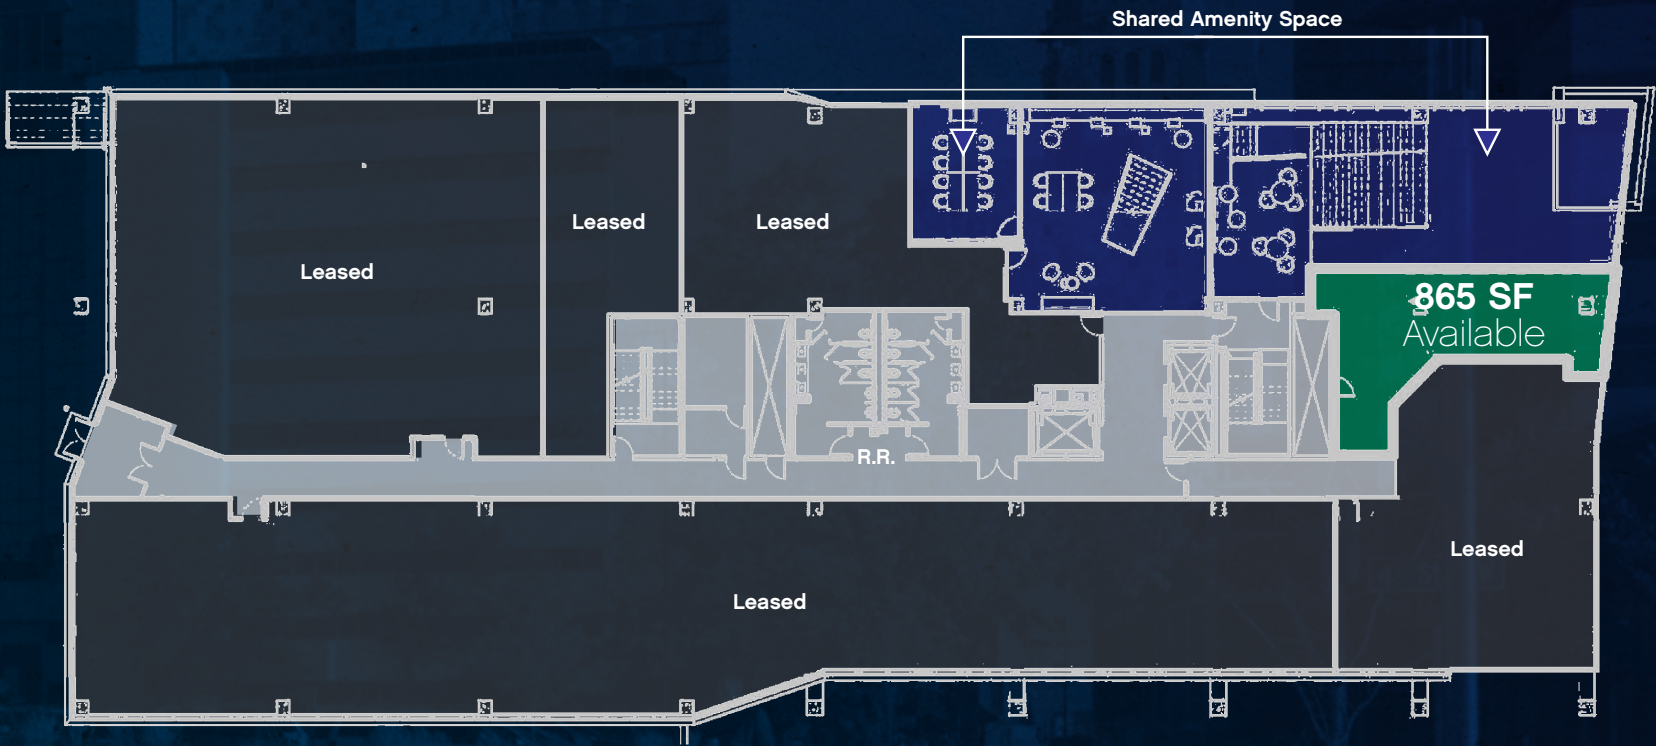 Shared Amenity Space
Leased
Leased
Leased
865 SF
Available
R.R.
Leased
Leased